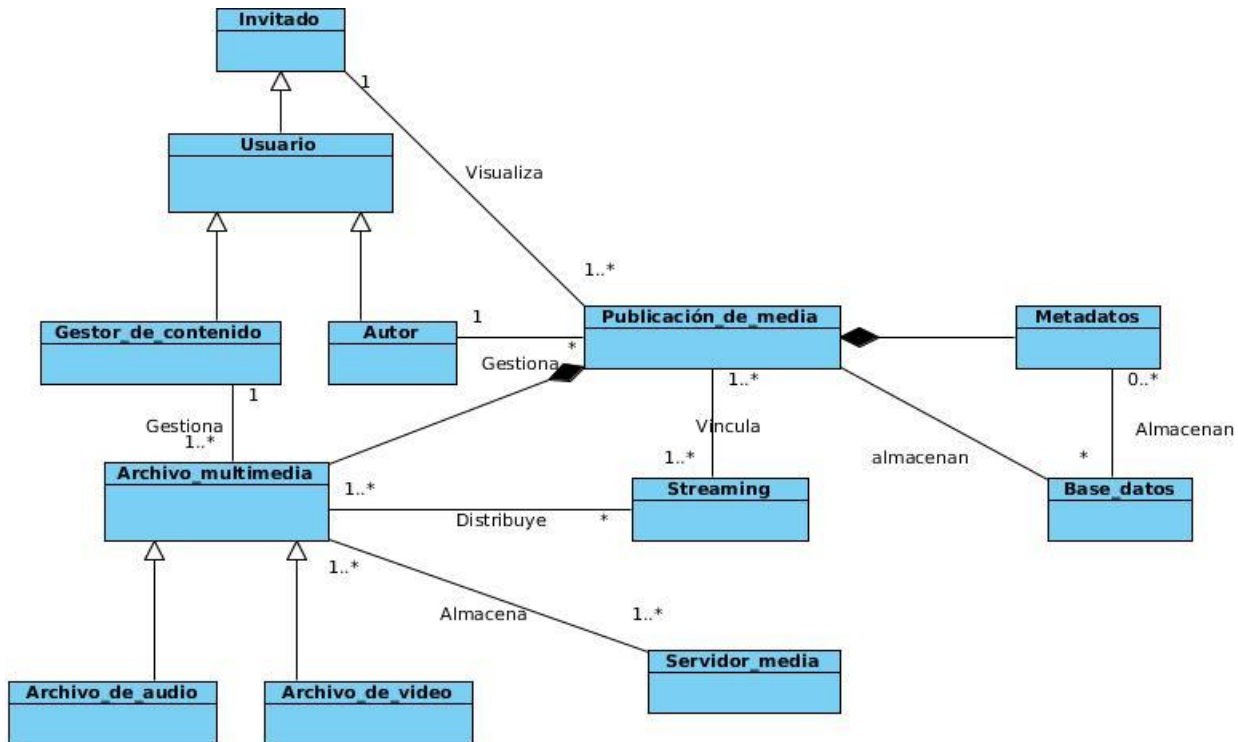 Invitado
1
Usuario
Visualiza
1..*
Gestor_de_contenido
Autor
1
*
Publicación_de_media
Metadatos
Gestiona
1
Gestiona
1..*
1..*
Vincula
1..*
0..*
Almacenan
*
almacenan
Archivo_multimedia
1..*
Distribuye
*
Streaming
Base_datos
1..*
Almacena
1..*
Servidor_media
Archivo_de_audio
Archivo_de_video